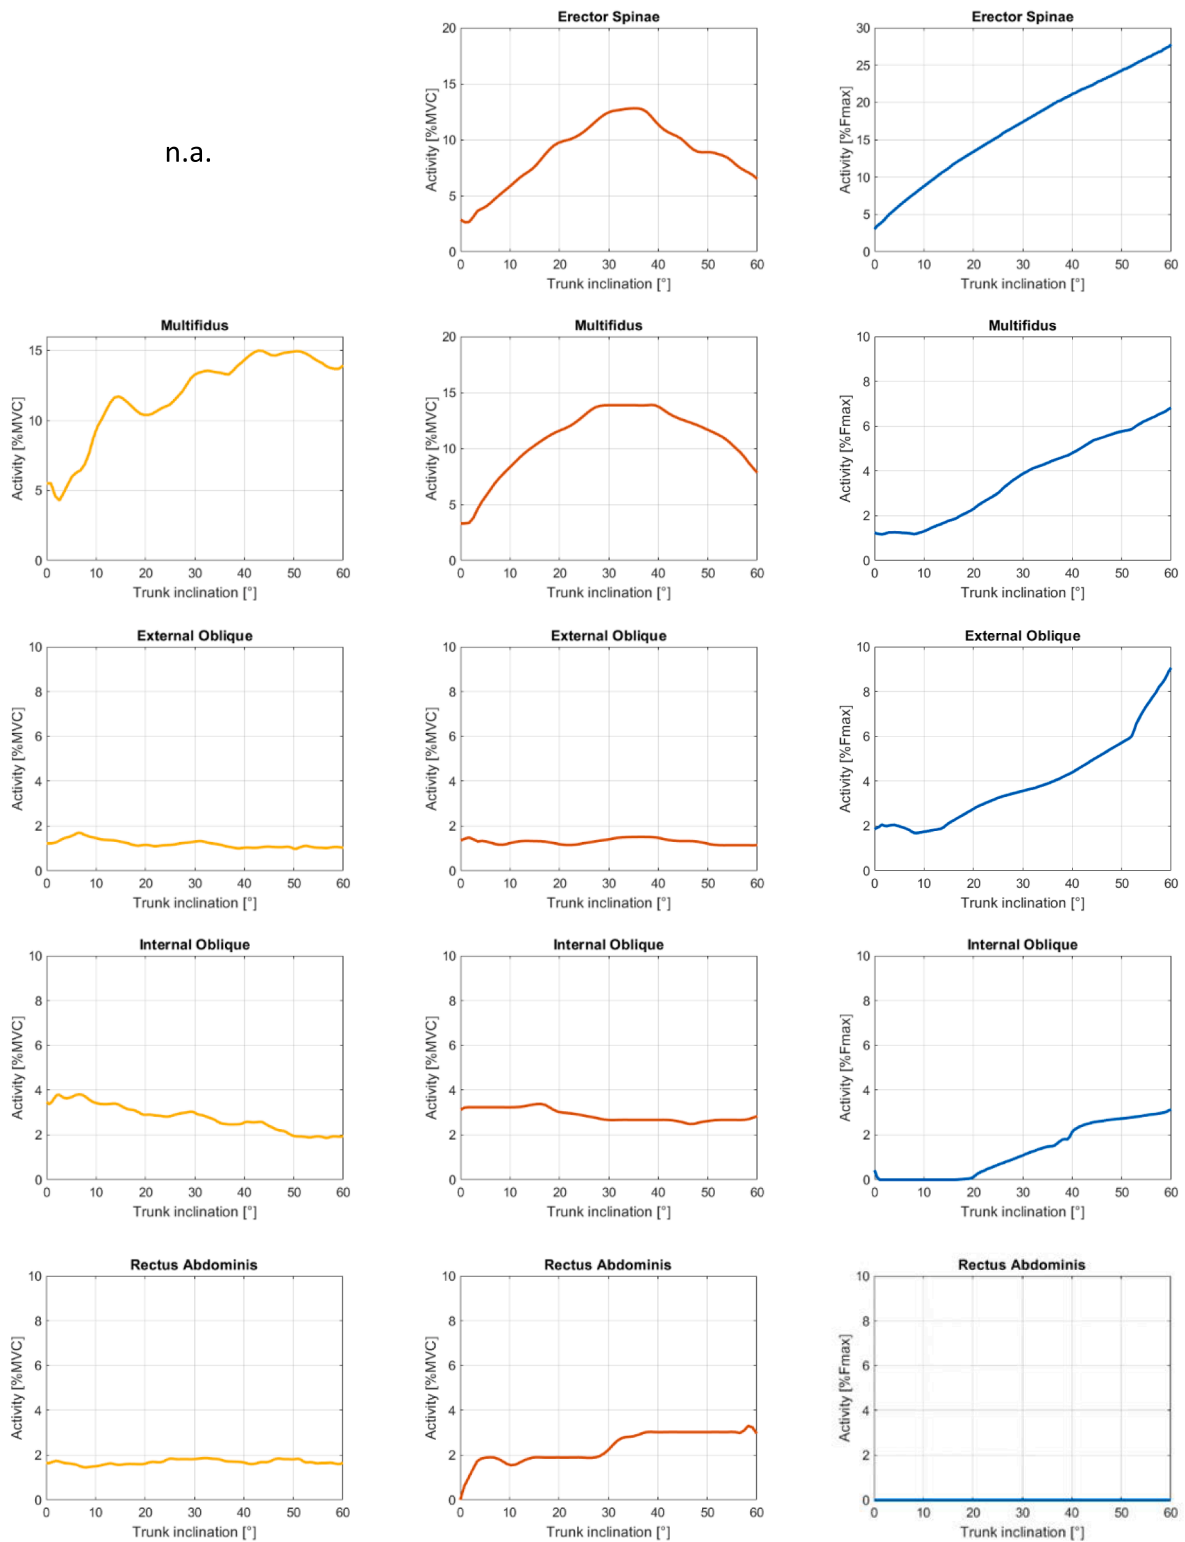 n.a.
Erector Spinae
20
15
10
5
0
Activity [%MVC]
0 10 20 30 40 50 60
Trunk inclination [°]
Erector Spinae
30
25
20
15
10
5
0
Activity [%Fmax]
0 10 20 30 40 50 60
Trunk inclination [°]
Multifidus
15
10
5
0
Activity [%MVC]
0 10 20 30 40 50 60
Trunk inclination [°]
Multifidus
20
15
10
5
0
Activity [%MVC]
0 10 20 30 40 50 60
Trunk inclination [°]
Multifidus
10
8
6
4
2
0
Activity [%Fmax]
0 10 20 30 40 50 60
Trunk inclination [°]
External Oblique
10
8
6
4
2
0
Activity [%MVC]
0 10 20 30 40 50 60
Trunk inclination [°]
External Oblique
10
8
6
4
2
0
Activity [%MVC]
0 10 20 30 40 50 60
Trunk inclination [°]
External Oblique
10
8
6
4
2
0
Activity [%Fmax]
0 10 20 30 40 50 60
Trunk inclination [°]
Internal Oblique
10
8
6
4
2
0
Activity [%MVC]
0 10 20 30 40 50 60
Trunk inclination [°]
Internal Oblique
10
8
6
4
2
0
Activity [%MVC]
0 10 20 30 40 50 60
Trunk inclination [°]
Internal Oblique
10
8
6
4
2
0
Activity [%Fmax]
0 10 20 30 40 50 60
Trunk inclination [°]
Rectus Abdominis
10
8
6
4
2
0
Activity [%MVC]
0 10 20 30 40 50 60
Trunk inclination [°]
Rectus Abdominis
10
8
6
4
2
0
Activity [%MVC]
0 10 20 30 40 50 60
Trunk inclination [°]
Rectus Abdominis
10
8
6
4
2
0
Activity [%Fmax]
0 10 20 30 40 50 60
Trunk inclination [°]